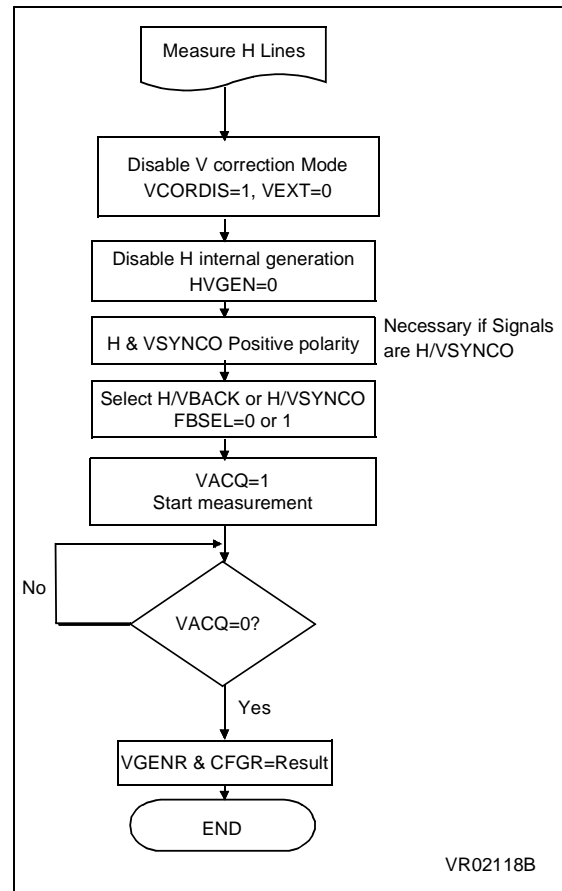 Measure H Lines
Disable V correction Mode
VCORDIS=1, VEXT=0
Disable H internal generation
HVGEN=0
H & VSYNCO Positive polarity
Necessary if Signals
are H/VSYNCO
Select H/VBACK or H/VSYNCO
FBSEL=0 or 1
VACQ=1
Start measurement
No
VACQ=0?
Yes
VGENR & CFGR=Result
END
VR02118B